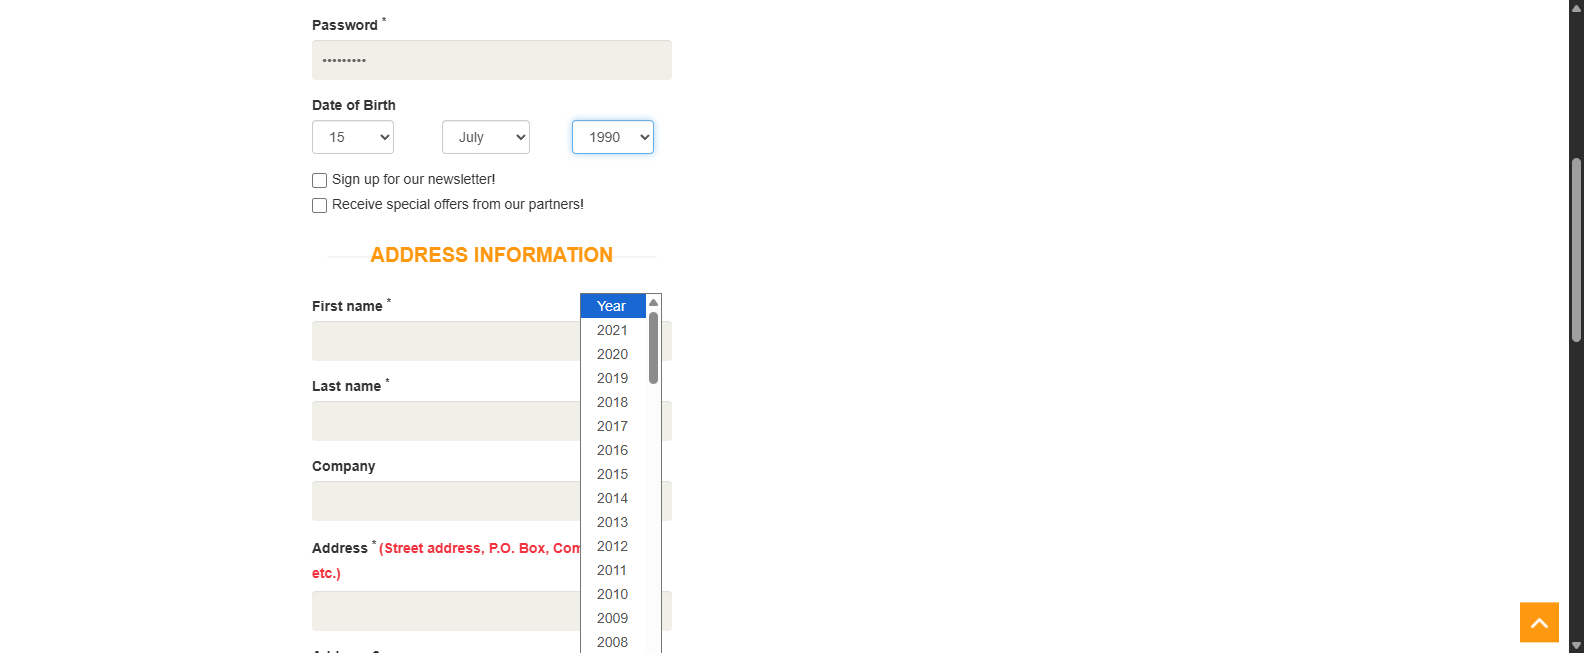 Password *
•••••••••
Date of Birth
15 July 1990
Sign up for our newsletter!
Receive special offers from our partners!
ADDRESS INFORMATION
First name *
Year
2021
2020
2019
Last name *
2018
2017
2016
Company
2015
2014
2013
Address * (Street address, P.O. Box, Com
2012
etc.)
2011
2010
2009
2008